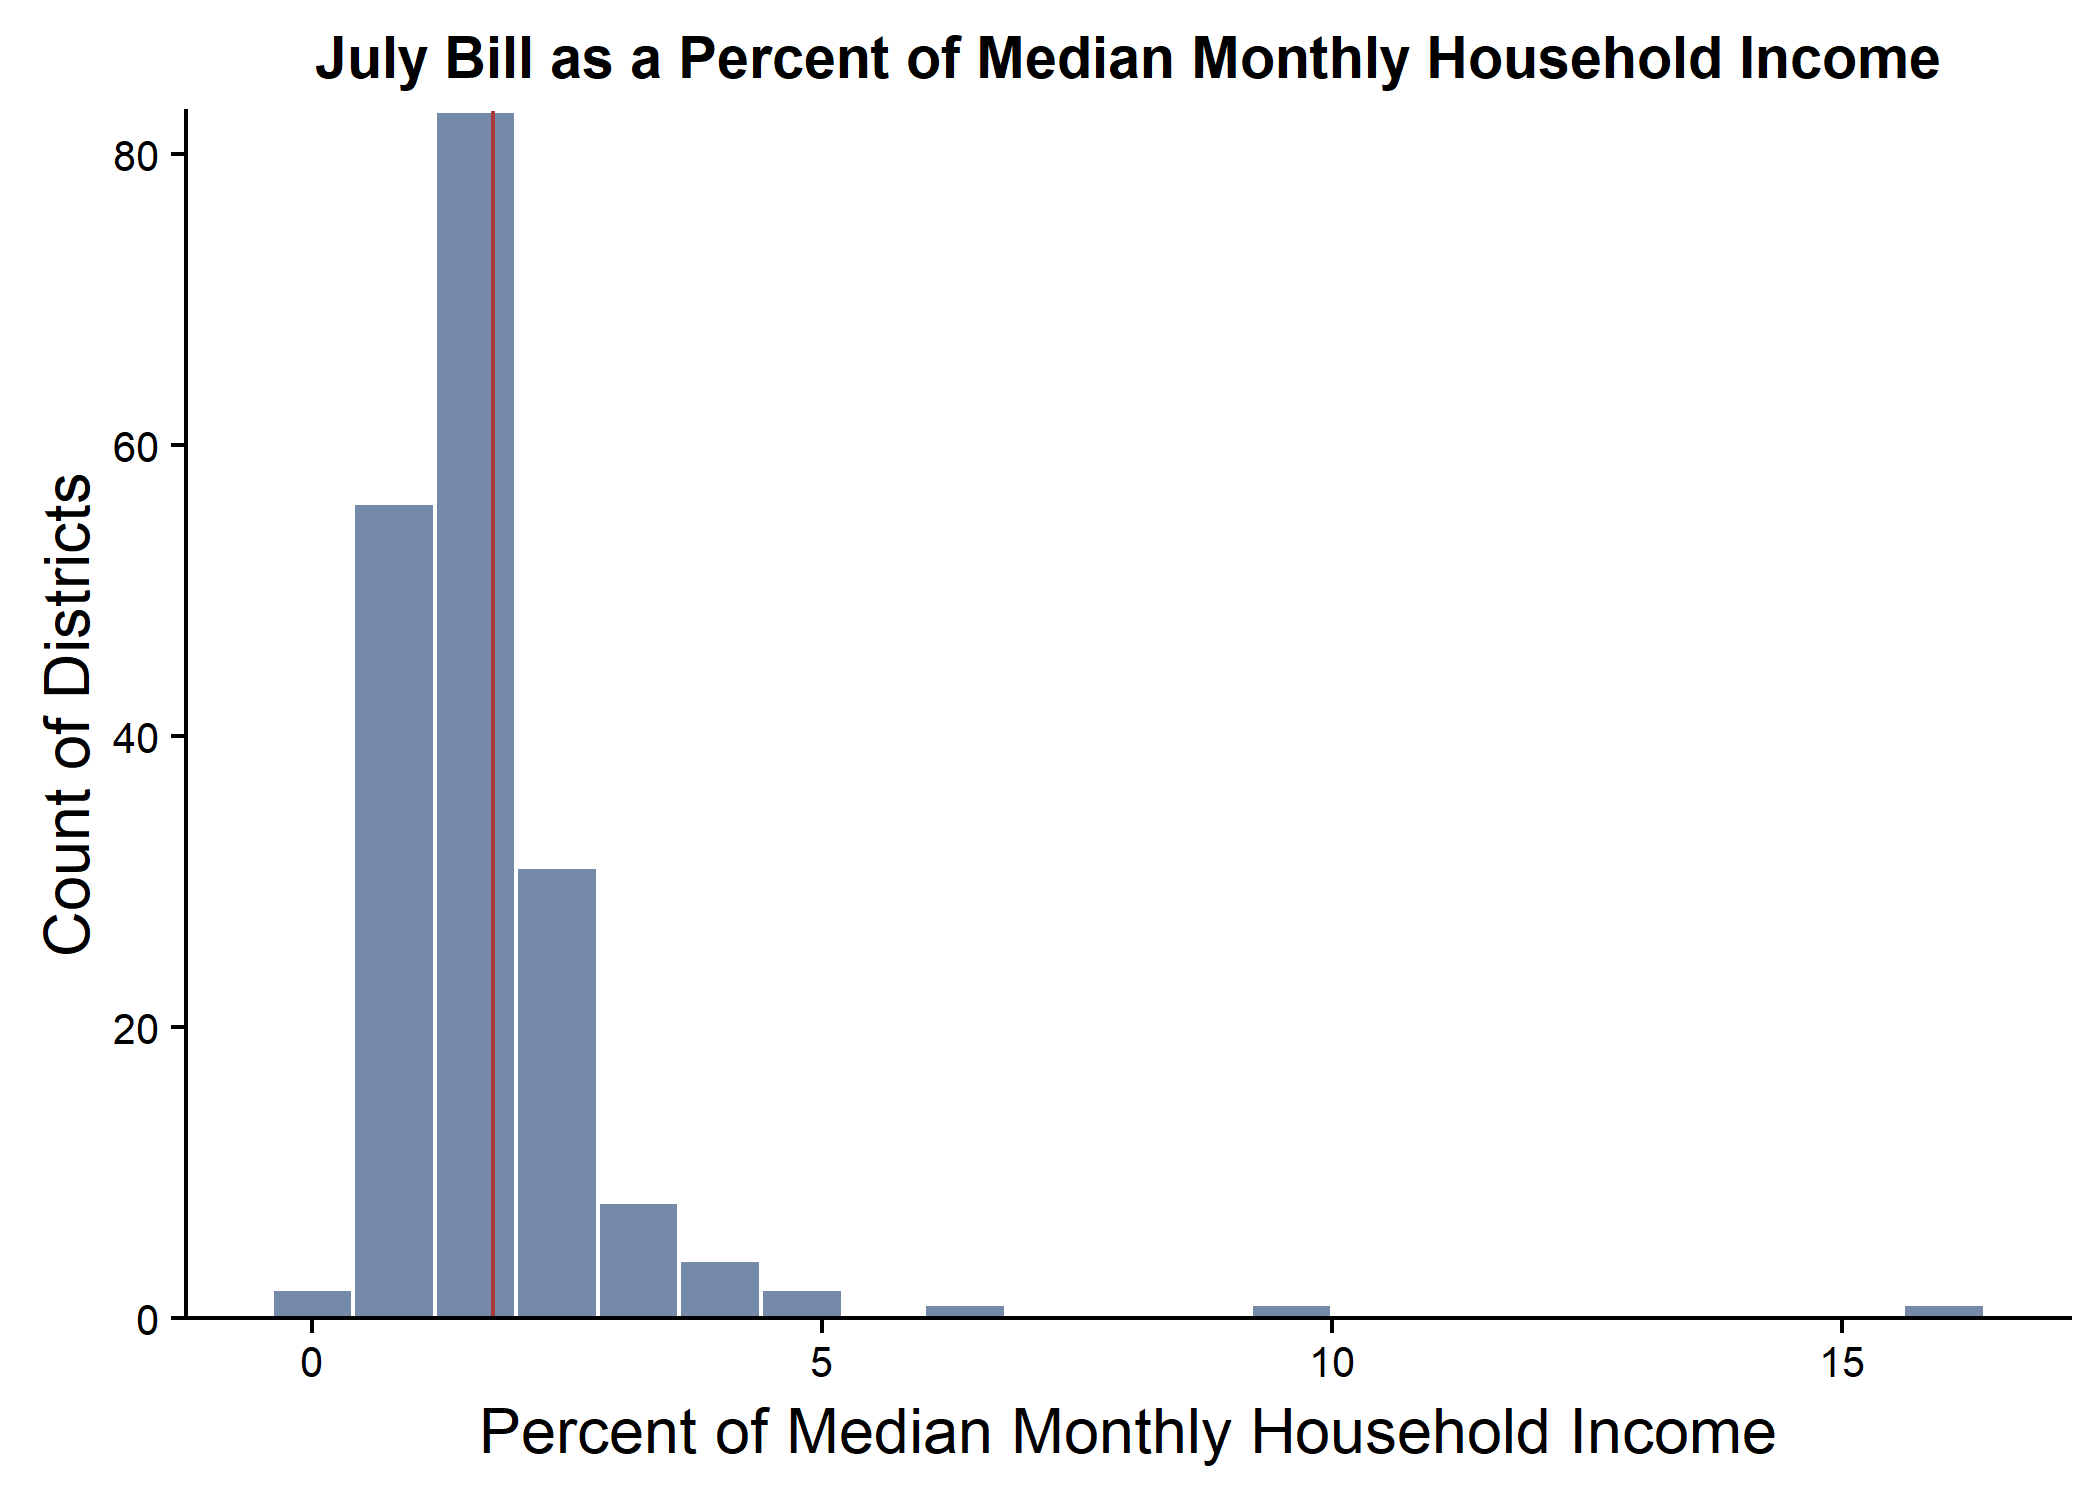 July Bill as a Percent of Median Monthly Household Income
80
60
40
20
0
Count of Districts
0 5 10 15
Percent of Median Monthly Household Income